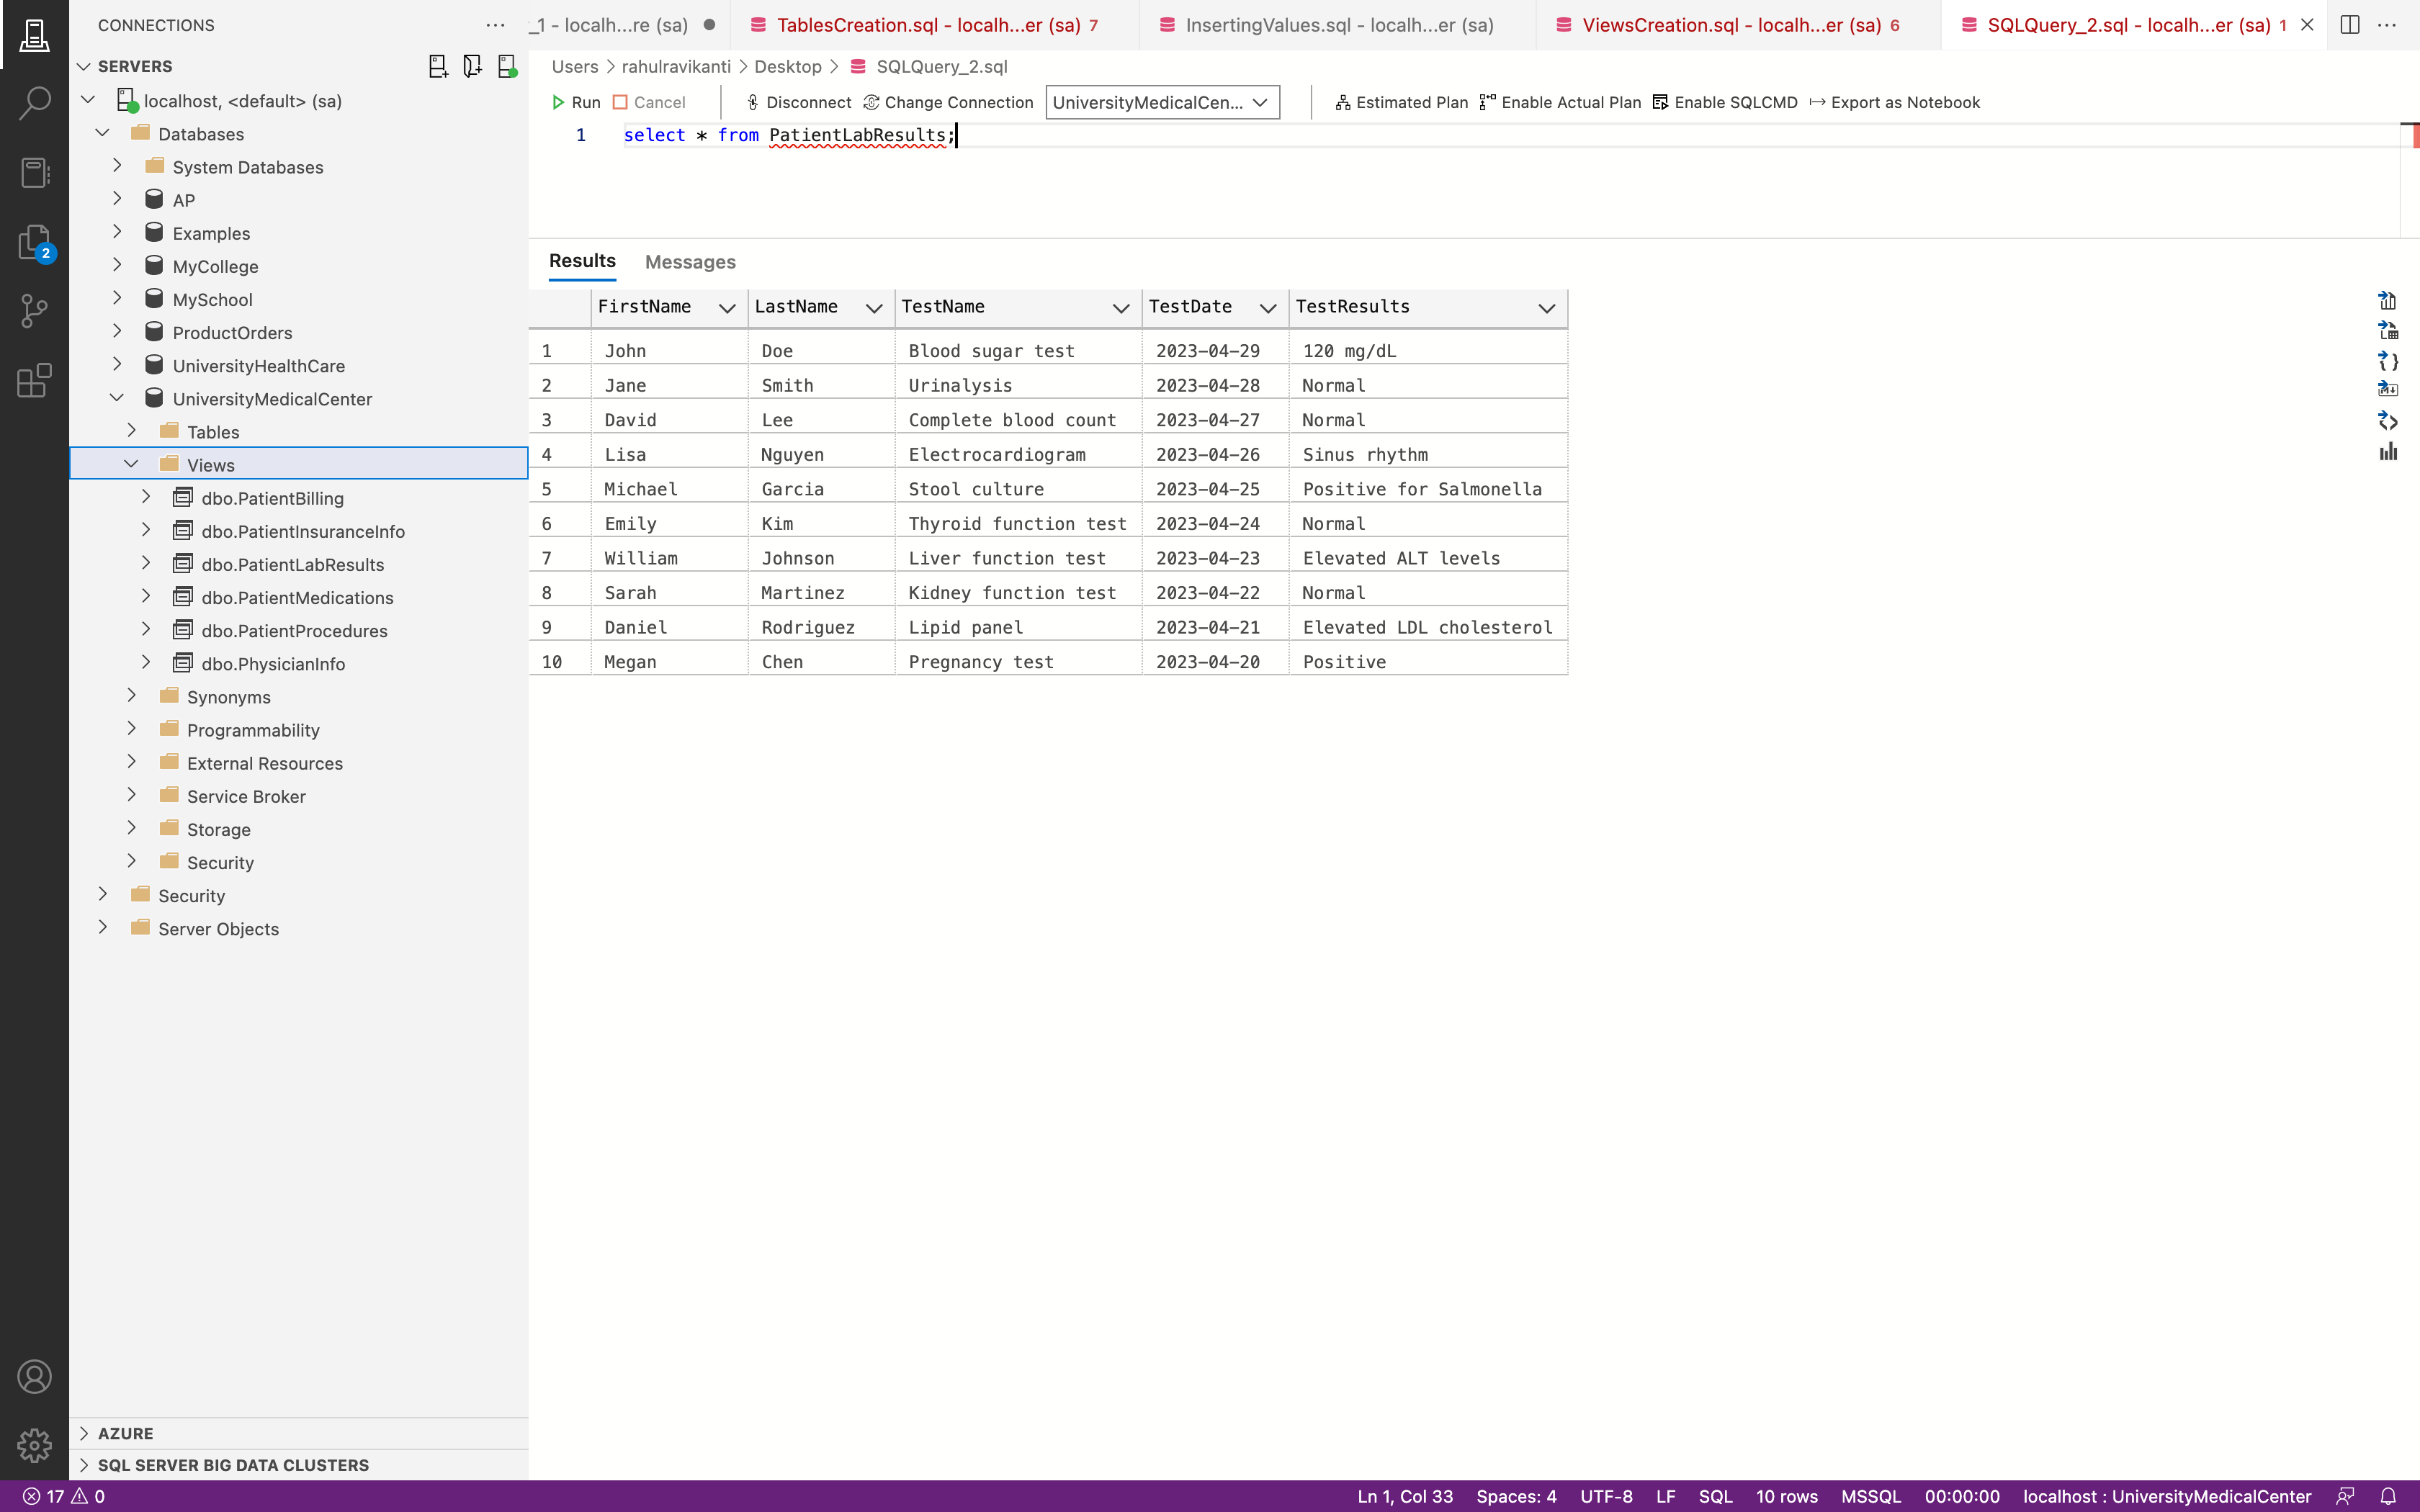 CONNECTIONS
SERVERS
localhost, <default> (sa)
Databases
System Databases
AP
Examples
MyCollege
MySchool
ProductOrders
UniversityHealthCare
UniversityMedicalCenter
Tables
Views
dbo.PatientBilling
dbo.PatientInsuranceInfo
dbo.PatientLabResults
dbo.PatientMedications
dbo.PatientProcedures
dbo.PhysicianInfo
Synonyms
Programmability
External Resources
Service Broker
Storage
Security
Security
Server Objects
AZURE
SQL SERVER BIG DATA CLUSTERS
2
_1 - localh...re (sa) TablesCreation.sql - localh...er (sa) 7 InsertingValues.sql - localh...er (sa) ViewsCreation.sql - localh...er (sa) 6 SQLQuery_2.sql - localh...er (sa) 1
Users > rahulravikanti > Desktop > SQLQuery_2.sql
Run Cancel Disconnect Change Connection UniversityMedicalCen... Estimated Plan Enable Actual Plan Enable SQLCMD Export as Notebook
1 select * from PatientLabResults;
Results Messages
FirstName LastName TestName TestDate TestResults
1 John Doe Blood sugar test 2023-04-29 120 mg/dL
2 Jane Smith Urinalysis 2023-04-28 Normal
3 David Lee Complete blood count 2023-04-27 Normal
4 Lisa Nguyen Electrocardiogram 2023-04-26 Sinus rhythm
5 Michael Garcia Stool culture 2023-04-25 Positive for Salmonella
6 Emily Kim Thyroid function test 2023-04-24 Normal
7 William Johnson Liver function test 2023-04-23 Elevated ALT levels
8 Sarah Martinez Kidney function test 2023-04-22 Normal
9 Daniel Rodriguez Lipid panel 2023-04-21 Elevated LDL cholesterol
10 Megan Chen Pregnancy test 2023-04-20 Positive
17 0 Ln 1, Col 33 Spaces: 4 UTF-8 LF SQL 10 rows MSSQL 00:00:00 localhost : UniversityMedicalCenter